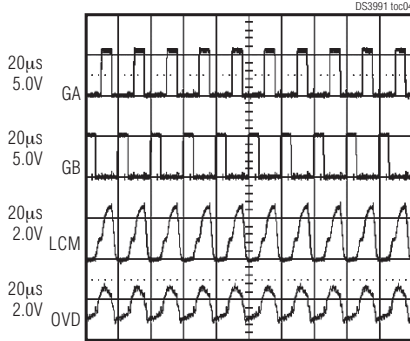 DS3991 toc04
20µs
5.0V
GA
20µs
5.0V
GB
20µs
2.0V
LCM
20µs
2.0V
OVD